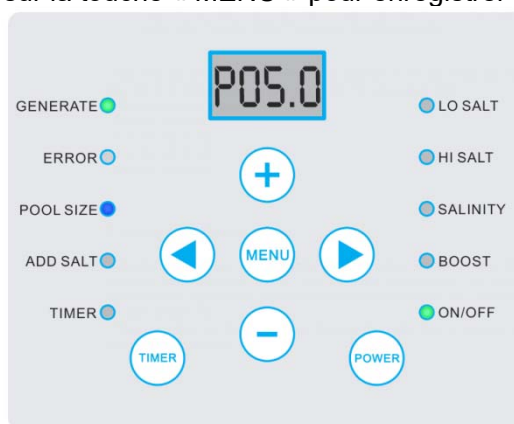 sur la touche « MENU » pour enregistrer
P05.0
GENERATE
LO SALT
ERROR
HI SALT
POOL SIZE
SALINITY
MENU
ADD SALT
BOOST
TIMER
ON/OFF
TIMER
POWER